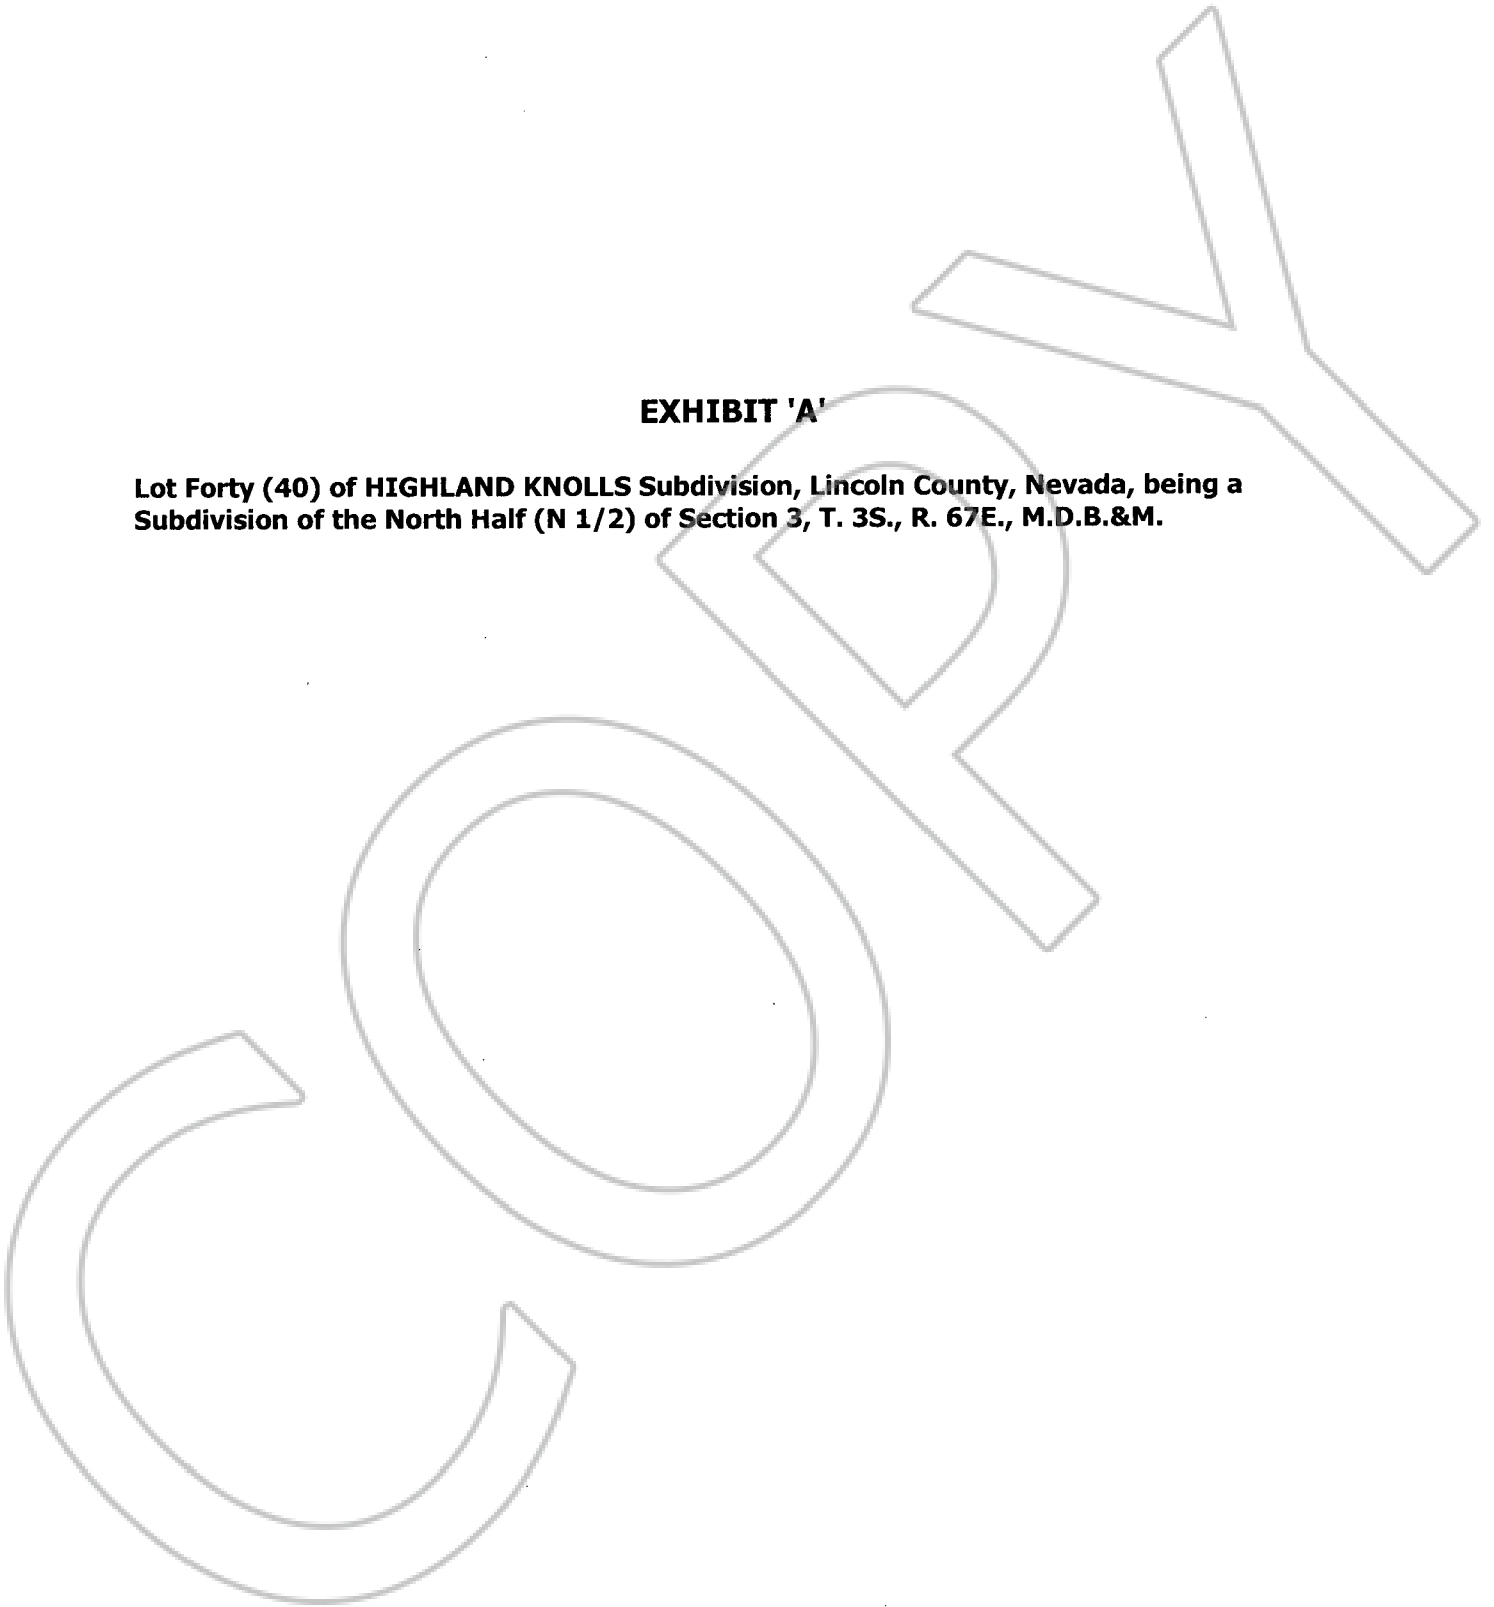 EXHIBIT 'A'
Lot Forty (40) of HIGHLAND KNOLLS Subdivision, Lincoln County, Nevada, being a
Subdivision of the North Half (N 1/2) of Section 3, T. 3S., R. 67E., M.D.B.&M.
COPY